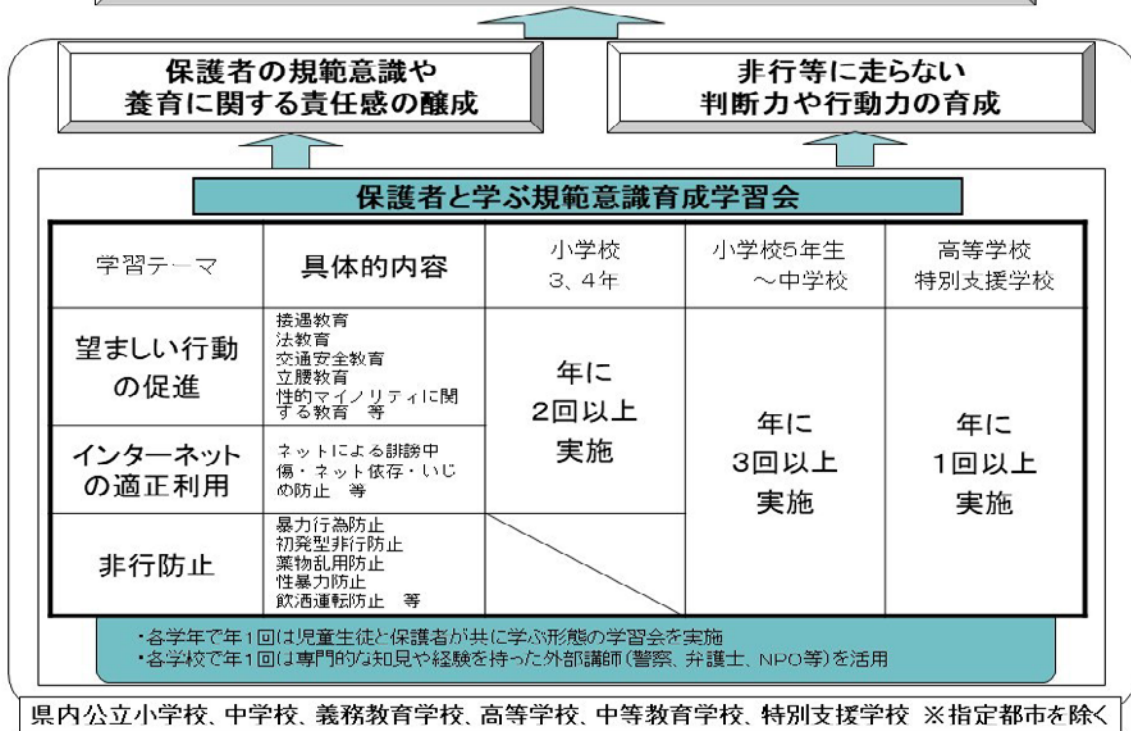 保護者の規範意識や
養育に関する責任感の醸成
非行等に走らない
判断力や行動力の育成
保護者と学ぶ規範意識育成学習会
学習テーマ
具体的内容
小学校
3、4年
小学校5年生
～中学校
高等学校
特別支援学校
望ましい行動
の促進
接遇教育
法教育
交通安全教育
立腰教育
性的マイノリティに関
する教育　等
年に
2回以上
実施
年に
3回以上
実施
年に
1回以上
実施
インターネット
の適正利用
ネットによる誹謗中
傷・ネット依存・いじ
め防止　等
非行防止
暴力行為防止
初発型非行防止
薬物乱用防止
性暴力防止
飲酒運転防止　等
・各学年で年1回は児童生徒と保護者が共に学ぶ形態の学習会を実施
・各学校で年1回は専門的な知見や経験を持った外部講師(警察、弁護士、NPO等)を活用
県内公立小学校、中学校、義務教育学校、高等学校、中等教育学校、特別支援学校　※指定都市を除く